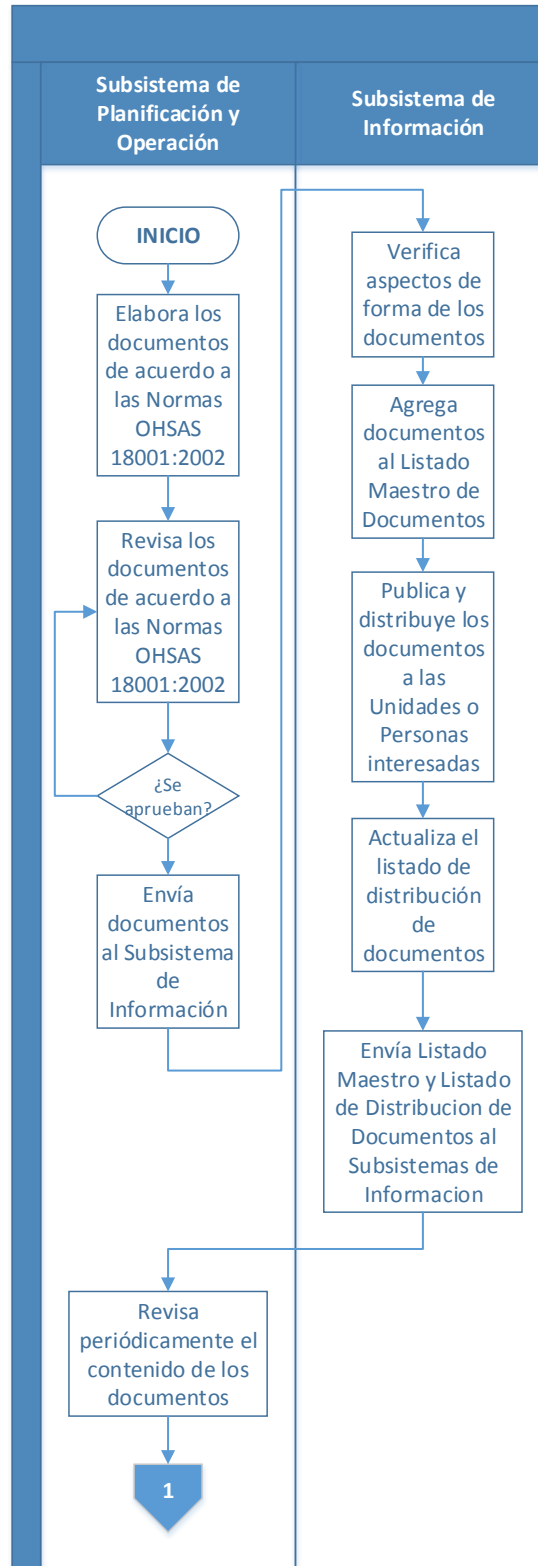 Subsistema de
Planificación y
Operación
Subsistema de
Información
INICIO
Elabora los
documentos
de acuerdo a
las Normas
OHSAS
18001:2002
Revisa los
documentos
de acuerdo a
las Normas
OHSAS
18001:2002
¿Se
aprueban?
Envía
documentos
al Subsistema
de
Información
Verifica
aspectos de
forma de los
documentos
Agrega
documentos
al Listado
Maestro de
Documentos
Publica y
distribuye los
documentos
a las
Unidades o
Personas
interesadas
Actualiza el
listado de
distribución
de
documentos
Envía Listado
Maestro y Listado
de Distribucion de
Documentos al
Subsistemas de
Informacion
Revisa
periódicamente el
contenido de los
documentos
1